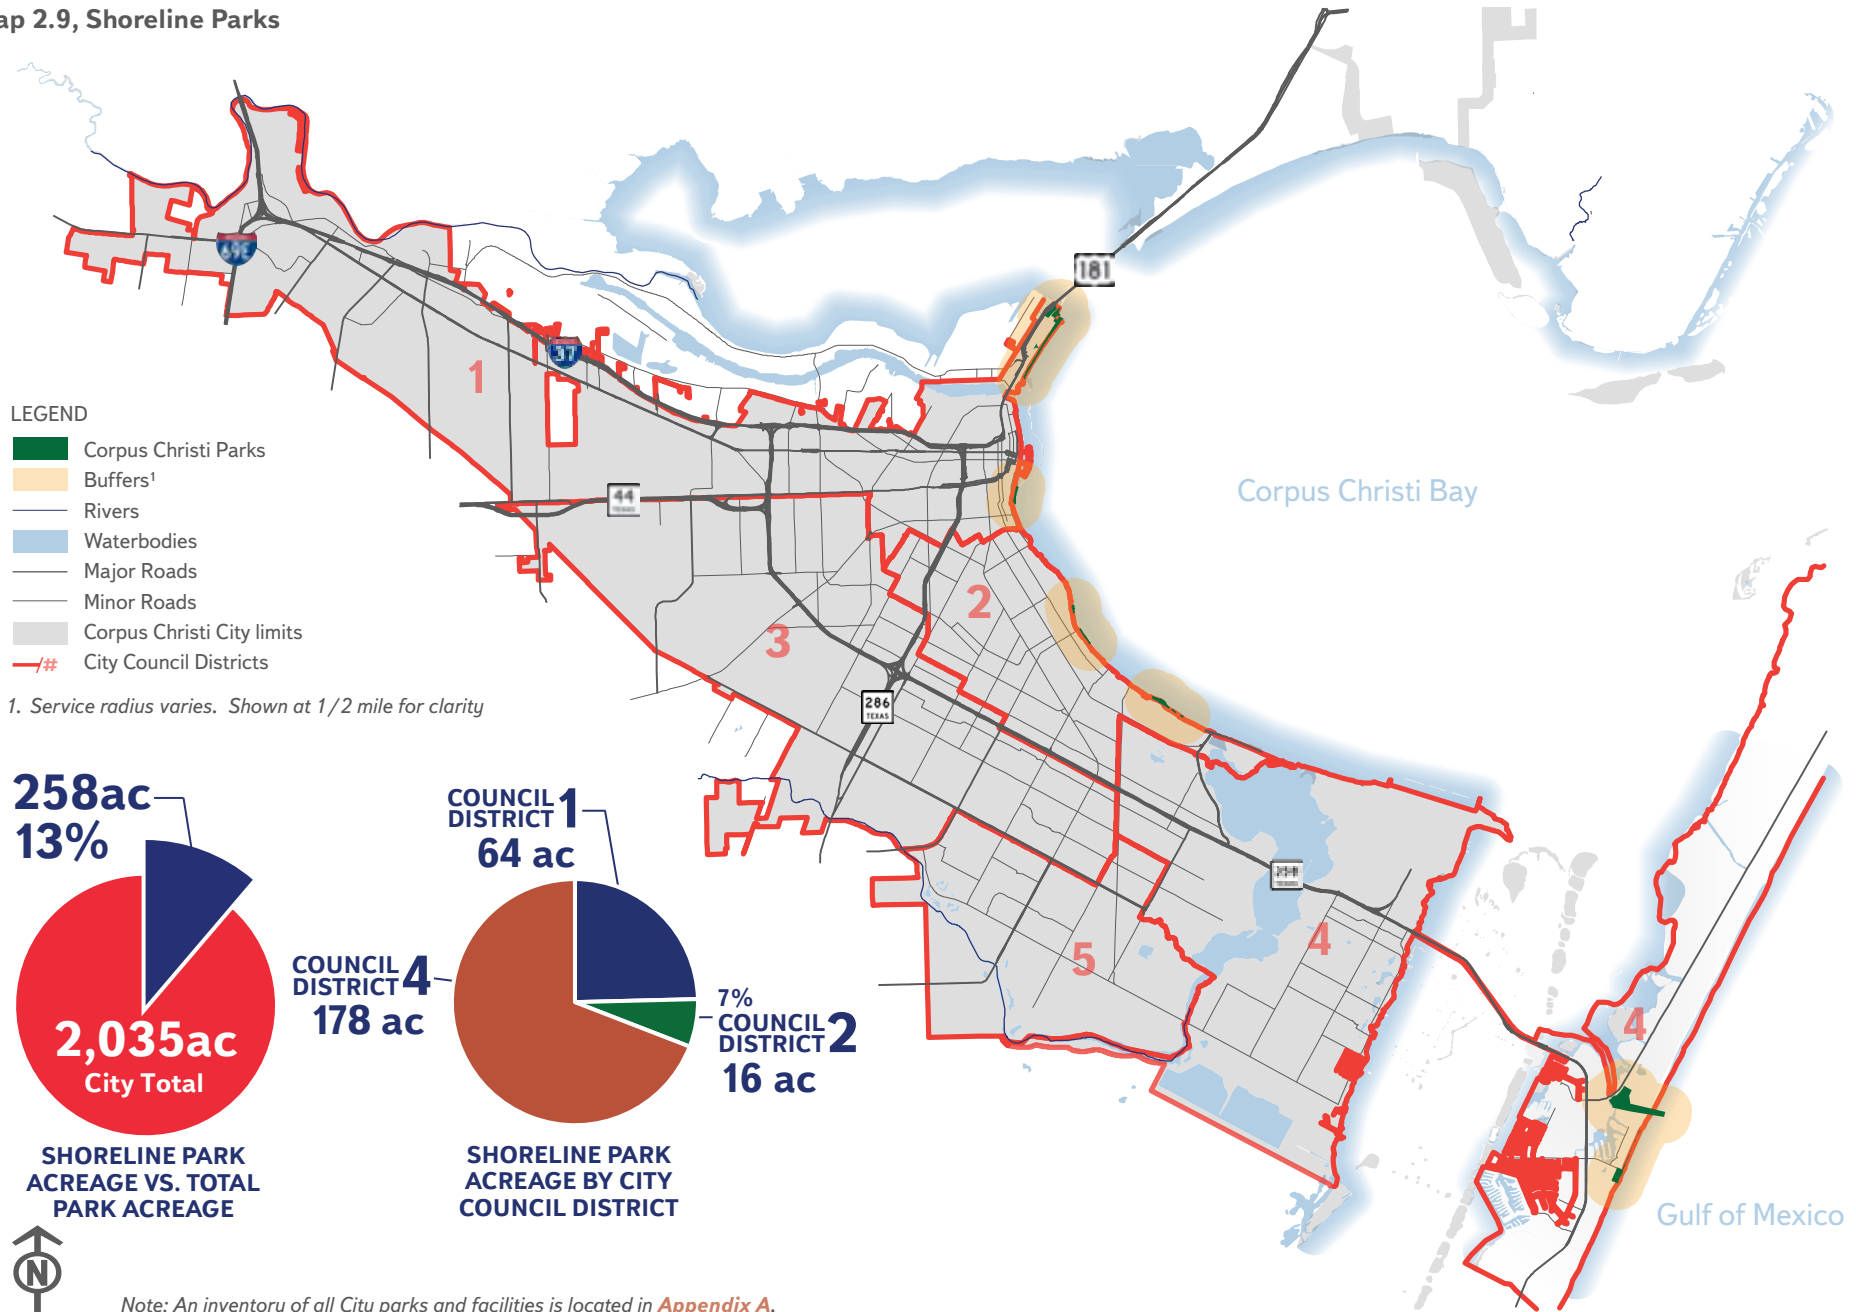 ap 2.9, Shoreline Parks
181
37
1
LEGEND
Corpus Christi Parks
Buffers¹
Rivers
Waterbodies
Major Roads
Minor Roads
Corpus Christi City limits
/# City Council Districts
1. Service radius varies. Shown at 1/2 mile for clarity
44
TEXAS
Corpus Christi Bay
2
3
286
TEXAS
258ac
13%
2,035ac
City Total
SHORELINE PARK
ACREAGE VS. TOTAL
PARK ACREAGE
COUNCIL
DISTRICT 1
64 ac
COUNCIL
DISTRICT 4
178 ac
7%
COUNCIL
DISTRICT 2
16 ac
SHORELINE PARK
ACREAGE BY CITY
COUNCIL DISTRICT
TEXAS
4
5
4
Gulf of Mexico
N
Note: An inventory of all City parks and facilities is located in Appendix A.